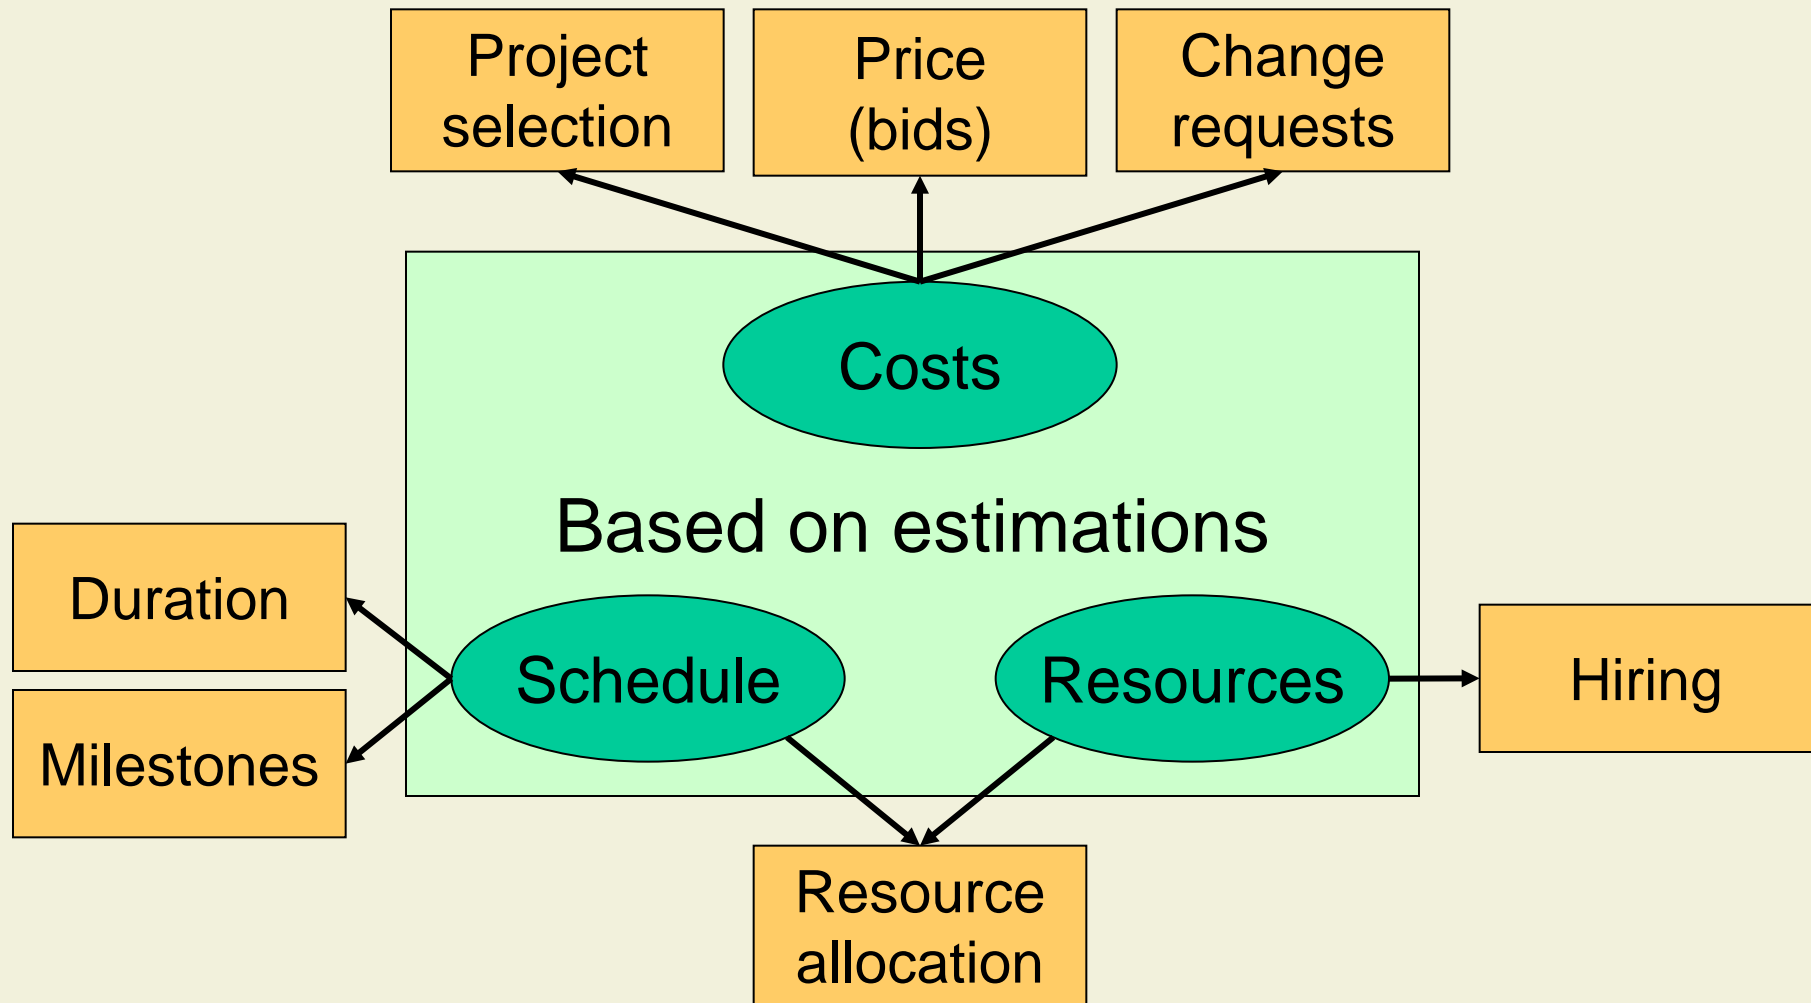 Project
selection
Price
(bids)
Change
requests
Costs
Based on estimations
Duration
Schedule
Resources
Hiring
Milestones
Resource
allocation